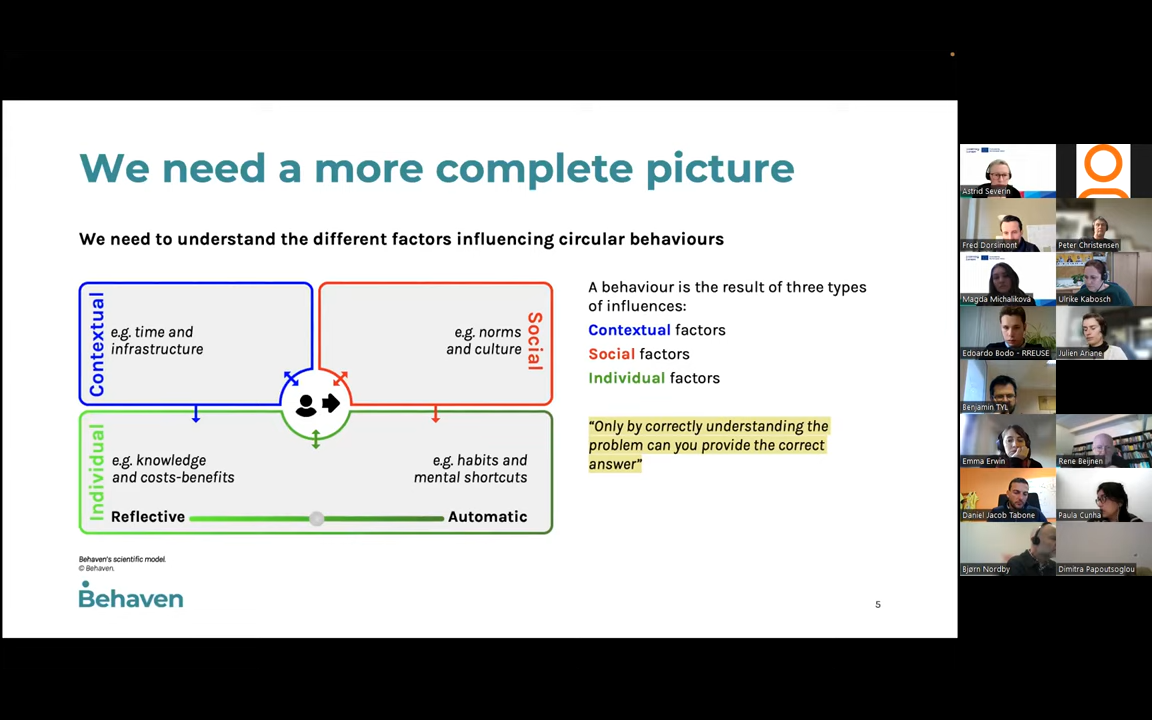 We need a more complete picture
We need to understand the different factors influencing circular behaviours
Contextual
e.g. time and
infrastructure
e.g. norms
and culture
Social
Individual
e.g. knowledge
and costs-benefits
e.g. habits and
mental shortcuts
Reflective
Automatic
A behaviour is the result of three types
of influences:
Contextual factors
Social factors
Individual factors
“Only by correctly understanding the
problem can you provide the correct
answer”
Behaven's scientific model.
© Behaven.
Behaven
5
Astrid Severin
Fred Dorsimont
Peter Christensen
Magda Michaliková
Ulrike Kabosch
Edoardo Bodo - RREUSE
Julien Ariane
Benjamin TYL
Emma Erwin
Rene Beijnen
Daniel Jacob Tabone
Paula Cunha
Bjørn Nordby
Dimitra Papoutsoglou